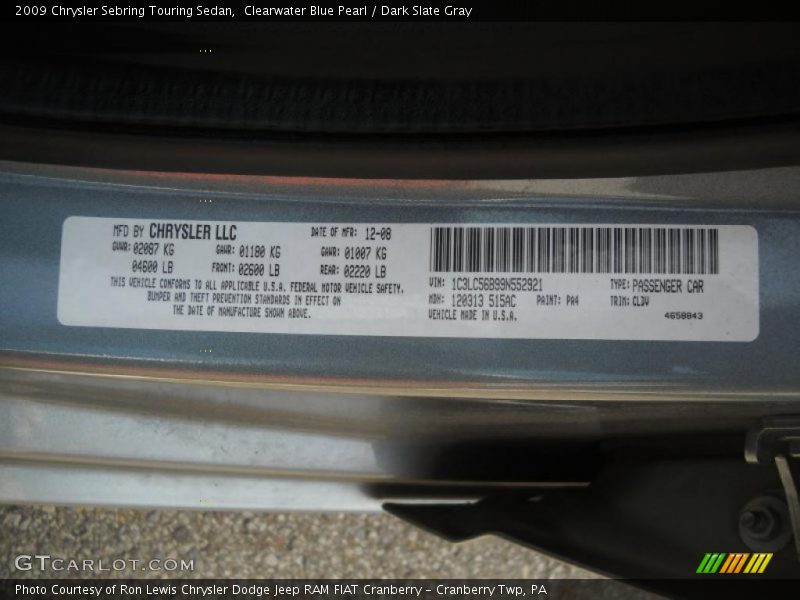 2009 Chrysler Sebring Touring Sedan,  Clearwater Blue Pearl / Dark Slate Gray
MFD BY CHRYSLER LLC
DATE OF MFR: 12-08
GVWR: 02087 KG GAWR: 01180 KG GAWR: 01007 KG
04600 LB FRONT: 02600 LB REAR: 02220 LB
THIS VEHICLE CONFORMS TO ALL APPLICABLE U.S.A. FEDERAL MOTOR VEHICLE SAFETY,
BUMPER AND THEFT PREVENTION STANDARDS IN EFFECT ON
THE DATE OF MANUFACTURE SHOWN ABOVE.
VIN: 1C3LC56B99N552921 TYPE: PASSENGER CAR
MDH: 120313 515AC PAINT: PA4 TRIM: CLDV
VEHICLE MADE IN U.S.A. 4658843
GTCARLOT.COM
Photo Courtesy of Ron Lewis Chrysler Dodge Jeep RAM FIAT Cranberry - Cranberry Twp, PA